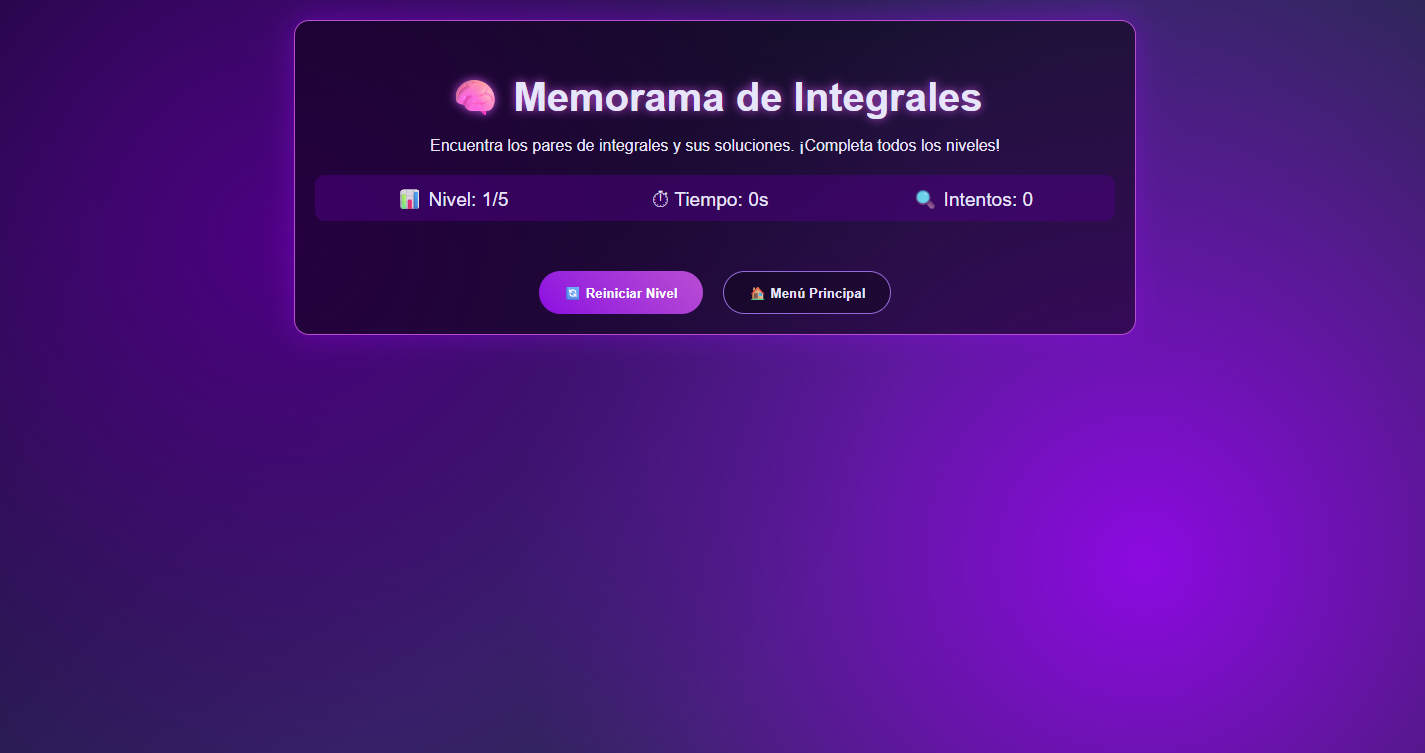 Memorama de Integrales
Encuentra los pares de integrales y sus soluciones. ¡Completa todos los niveles!
Nivel: 1/5 Tiempo: 0s Intentos: 0
Reiniciar Nivel Menú Principal